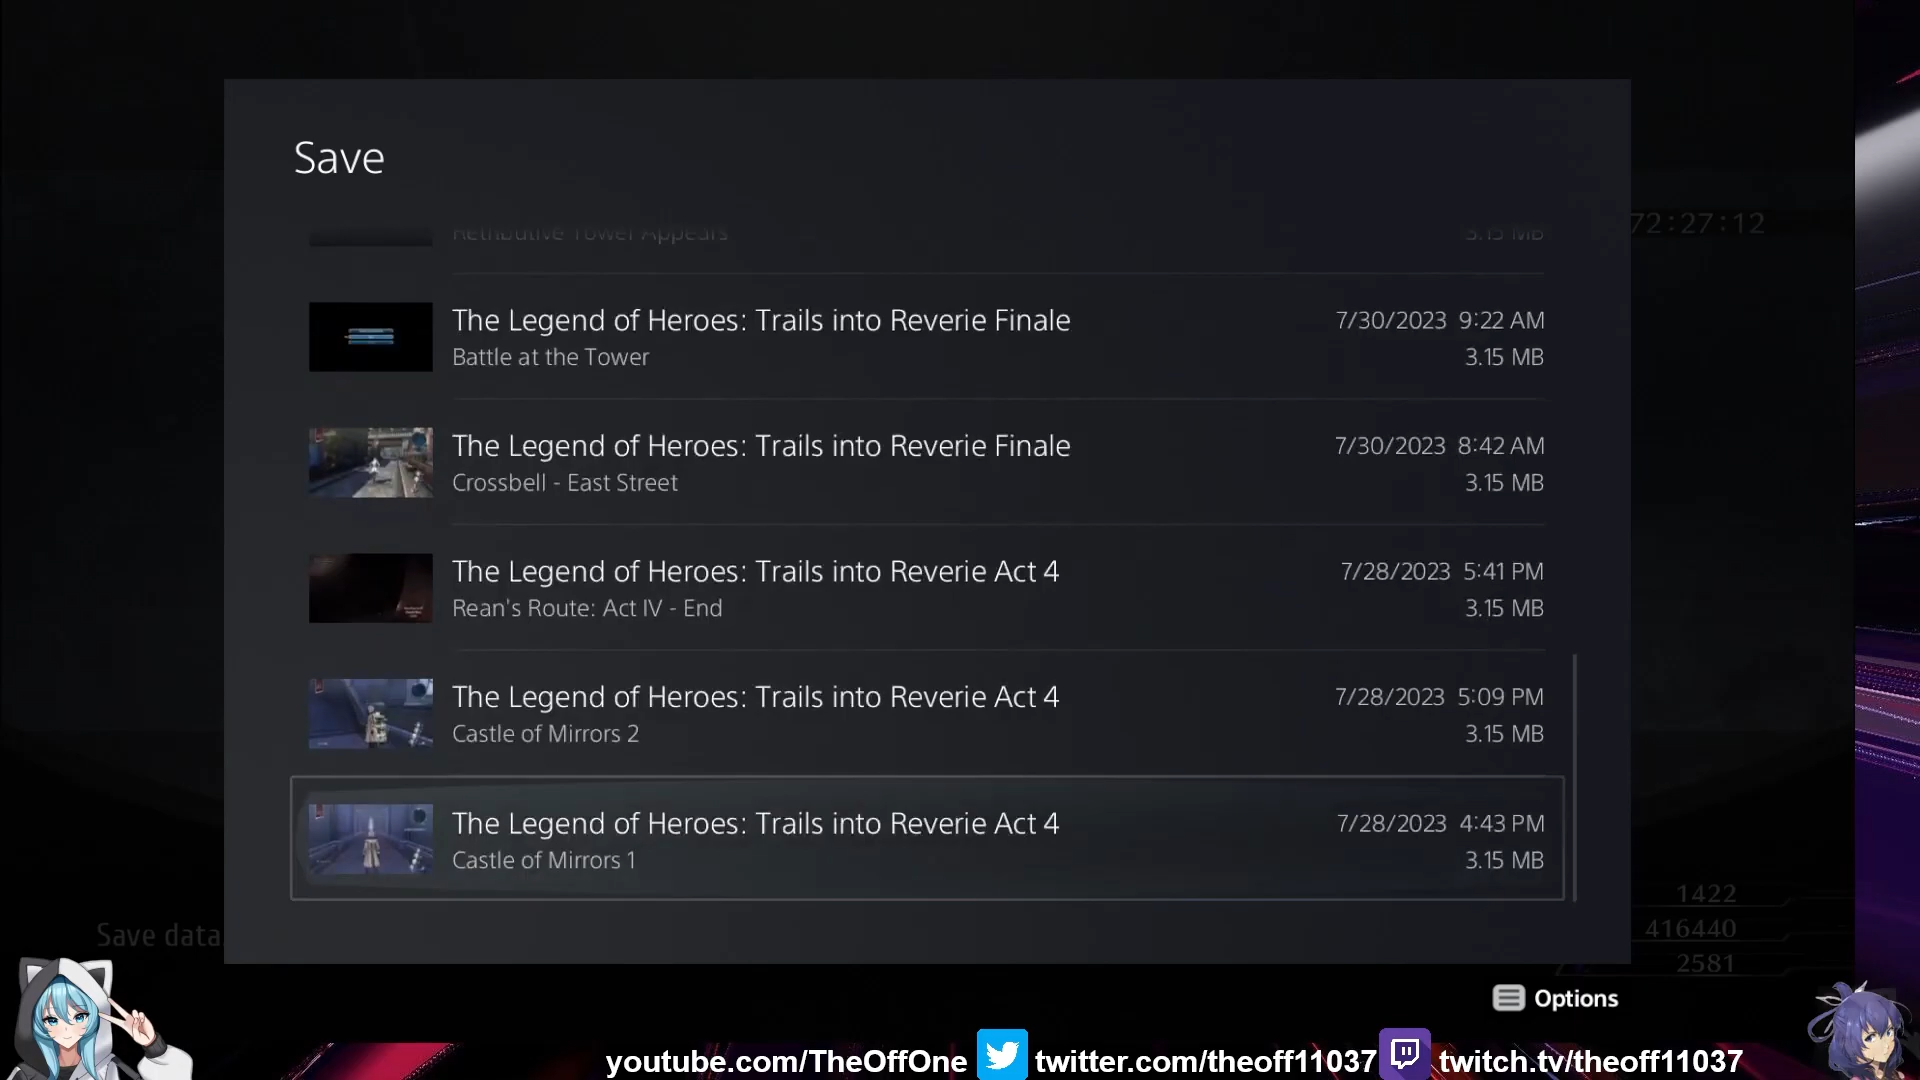 Save
Retributive Tower Appears
3.15 MB
72:27:12
The Legend of Heroes: Trails into Reverie Finale
7/30/2023 9:22 AM
Battle at the Tower
3.15 MB
The Legend of Heroes: Trails into Reverie Finale
7/30/2023 8:42 AM
Crossbell - East Street
3.15 MB
The Legend of Heroes: Trails into Reverie Act 4
7/28/2023 5:41 PM
Rean's Route: Act IV - End
3.15 MB
The Legend of Heroes: Trails into Reverie Act 4
7/28/2023 5:09 PM
Castle of Mirrors 2
3.15 MB
The Legend of Heroes: Trails into Reverie Act 4
7/28/2023 4:43 PM
Castle of Mirrors 1
3.15 MB
1422
416440
Save data
2581
Options
youtube.com/TheOffOne twitter.com/theoff11037 twitch.tv/theoff11037